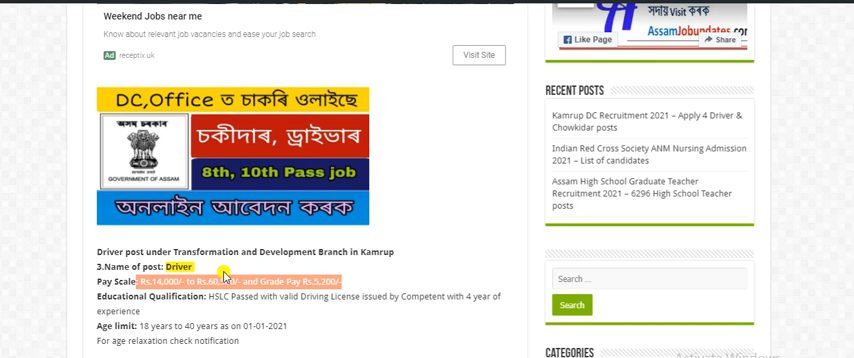 Weekend Jobs near me
Know about relevant job vacancies and ease your job search
Ad receptix.uk
Visit Site
সদায় Visit কৰক
AssamJobundates.com
Like Page
Share
DC,Office ত চাকৰি ওলাইছে
অসম চৰকাৰ
GOVERNMENT OF ASSAM
চকীদাৰ, ড্ৰাইভাৰ
8th, 10th Pass job
অনলাইন আবেদন কৰক
Driver post under Transformation and Development Branch in Kamrup
3.Name of post: Driver
Pay Scale- Rs.14,000/- to and Grade Pay Rs.5,200/-
Educational Qualification: HSLC Passed with valid Driving License issued by Competent with 4 year of
experience
Age limit: 18 years to 40 years as on 01-01-2021
For age relaxation check notification
RECENT POSTS
Kamrup DC Recruitment 2021 – Apply 4 Driver &
Chowkidar posts
Indian Red Cross Society ANM Nursing Admission
2021 – List of candidates
Assam High School Graduate Teacher
Recruitment 2021 – 6296 High School Teacher
posts
Search ...
Search
CATEGORIES
Activate Windows